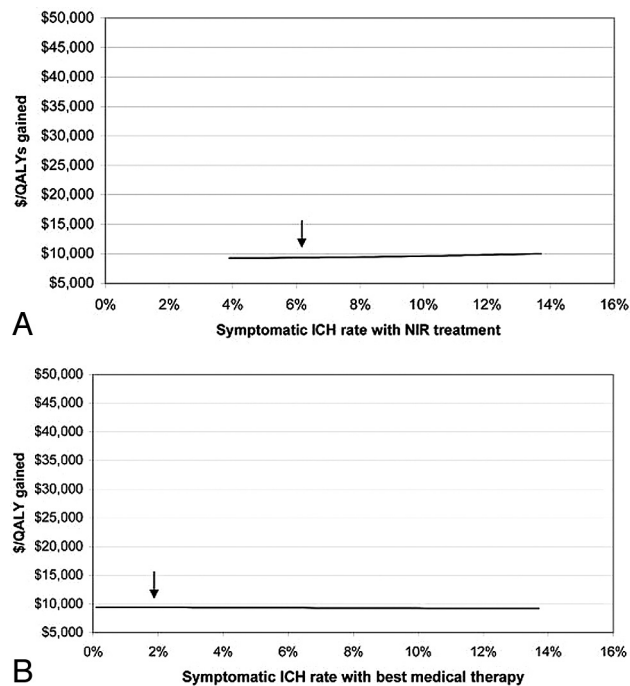 $50,000
$45,000
$40,000
$35,000
$30,000
$25,000
$20,000
$15,000
$10,000
$5,000
$/QALYs gained
0% 2% 4% 6% 8% 10% 12% 14% 16%
Symptomatic ICH rate with NIR treatment
A
$50,000
$45,000
$40,000
$35,000
$30,000
$25,000
$20,000
$15,000
$10,000
$5,000
$/QALY gained
0% 2% 4% 6% 8% 10% 12% 14% 16%
Symptomatic ICH rate with best medical therapy
B